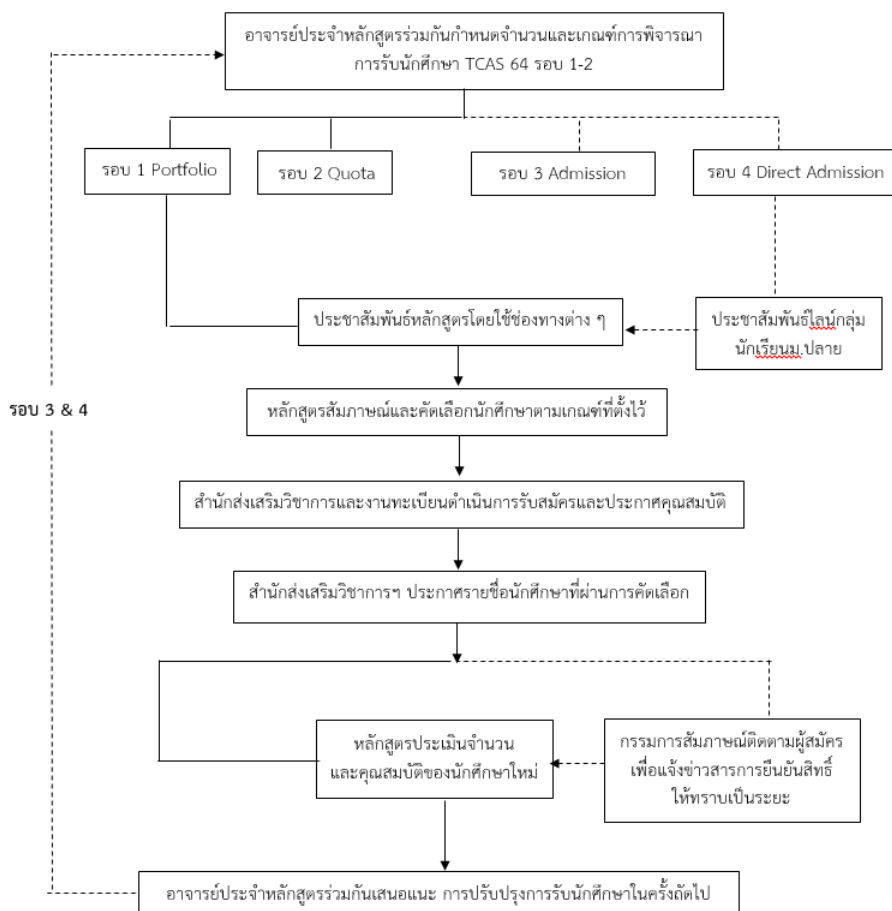 อาจารย์ประจำหลักสูตรร่วมกันกำหนดจำนวนและเกณฑ์การพิจารณา
การรับนักศึกษา TCAS 64 รอบ 1-2
รอบ 1 Portfolio
รอบ 2 Quota
รอบ 3 Admission
รอบ 4 Direct Admission
ประชาสัมพันธ์หลักสูตรโดยใช้ช่องทางต่าง ๆ
ประชาสัมพันธ์ไลน์กลุ่ม
นักเรียนม.ปลาย
รอบ 3 & 4
หลักสูตรสัมภาษณ์และคัดเลือกนักศึกษาตามเกณฑ์ที่ตั้งไว้
สำนักส่งเสริมวิชาการและงานทะเบียนดำเนินการรับสมัครและประกาศคุณสมบัติ
สำนักส่งเสริมวิชาการฯ ประกาศรายชื่อนักศึกษาที่ผ่านการคัดเลือก
หลักสูตรประเมินจำนวน
และคุณสมบัติของนักศึกษาใหม่
กรรมการสัมภาษณ์ติดตามผู้สมัคร
เพื่อแจ้งข่าวสารการยืนยันสิทธิ์
ให้ทราบเป็นระยะ
อาจารย์ประจำหลักสูตรร่วมกันเสนอแนะ การปรับปรุงการรับนักศึกษาในครั้งถัดไป